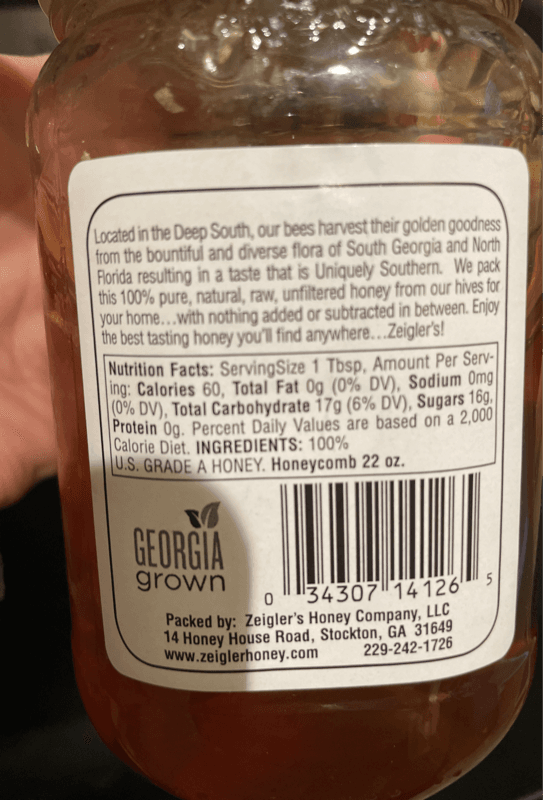 Located in the Deep South, our bees harvest their golden goodness
from the bountiful and diverse flora of South Georgia and North
Florida resulting in a taste that is Uniquely Southern. We pack
this 100% pure, natural, raw, unfiltered honey from our hives for
your home...with nothing added or subtracted in between. Enjoy
the best tasting honey you'll find anywhere...Zeigler's!
Nutrition Facts: ServingSize 1 Tbsp, Amount Per Serv-
ing: Calories 60, Total Fat 0g (0% DV), Sodium 0mg
(0% DV), Total Carbohydrate 17g (6% DV), Sugars 16g,
Protein 0g. Percent Daily Values are based on a 2,000
Calorie Diet. INGREDIENTS: 100%
U.S. GRADE A HONEY. Honeycomb 22 oz.
GEORGIA
grown
0 34307 14126 5
Packed by: Zeigler's Honey Company, LLC
14 Honey House Road, Stockton, GA 31649
www.zeiglerhoney.com 229-242-1726